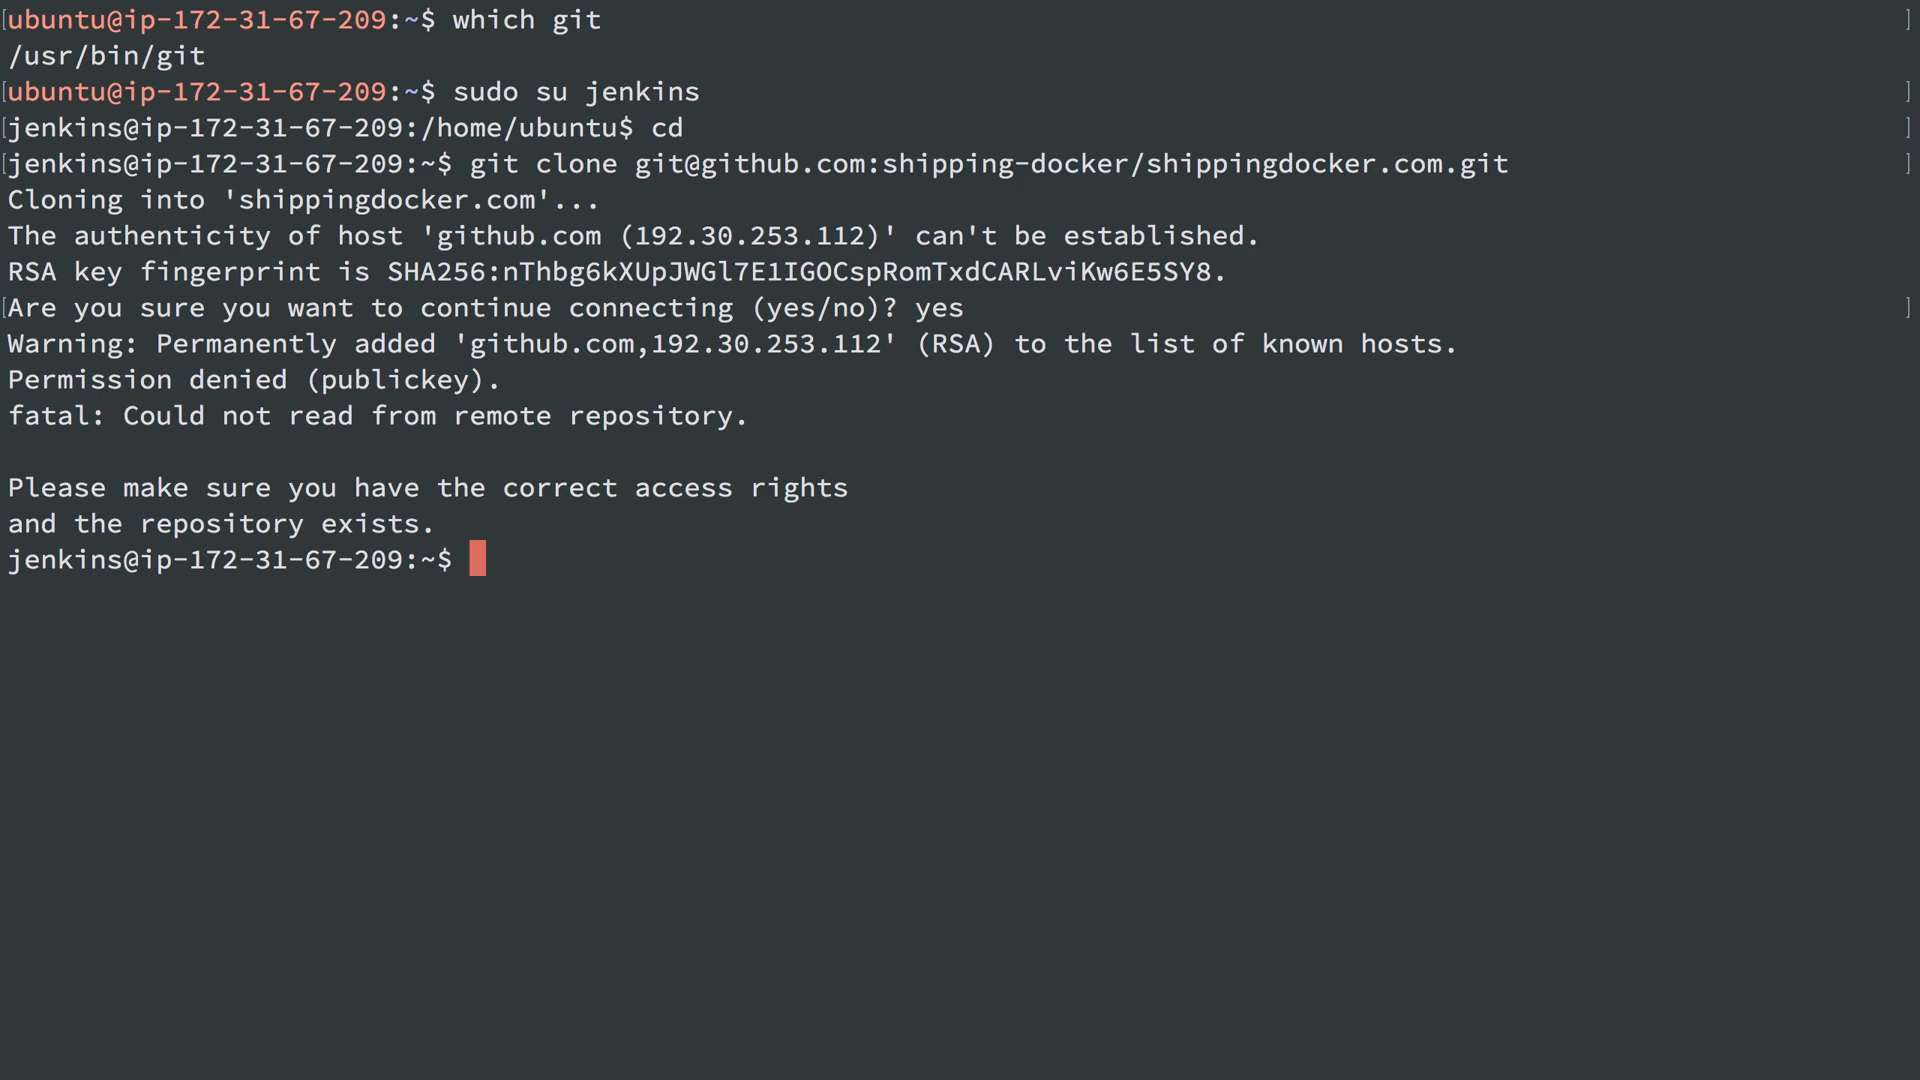 [ubuntu@ip-172-31-67-209:~$ which git ]
/usr/bin/git
[ubuntu@ip-172-31-67-209:~$ sudo su jenkins ]
[jenkins@ip-172-31-67-209:/home/ubuntu$ cd ]
[jenkins@ip-172-31-67-209:~$ git clone git@github.com:shipping-docker/shippingdocker.com.git ]
Cloning into 'shippingdocker.com'...
The authenticity of host 'github.com (192.30.253.112)' can't be established.
RSA key fingerprint is SHA256:nThbg6kXUpJWGl7E1IGOCspRomTxdCARLviKw6E5SY8.
[Are you sure you want to continue connecting (yes/no)? yes ]
Warning: Permanently added 'github.com,192.30.253.112' (RSA) to the list of known hosts.
Permission denied (publickey).
fatal: Could not read from remote repository.
Please make sure you have the correct access rights
and the repository exists.
jenkins@ip-172-31-67-209:~$